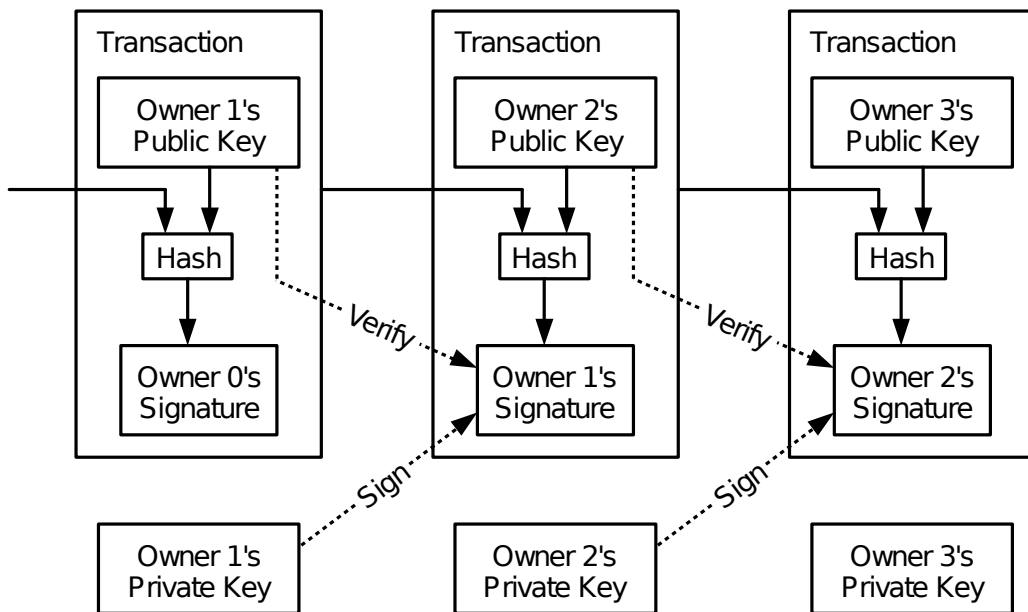 Transaction
Owner 1's
Public Key
Hash
Verify
Owner 0's
Signature
Sign
Owner 1's
Private Key
Transaction
Owner 2's
Public Key
Hash
Verify
Owner 1's
Signature
Sign
Owner 2's
Private Key
Transaction
Owner 3's
Public Key
Hash
Owner 2's
Signature
Owner 3's
Private Key